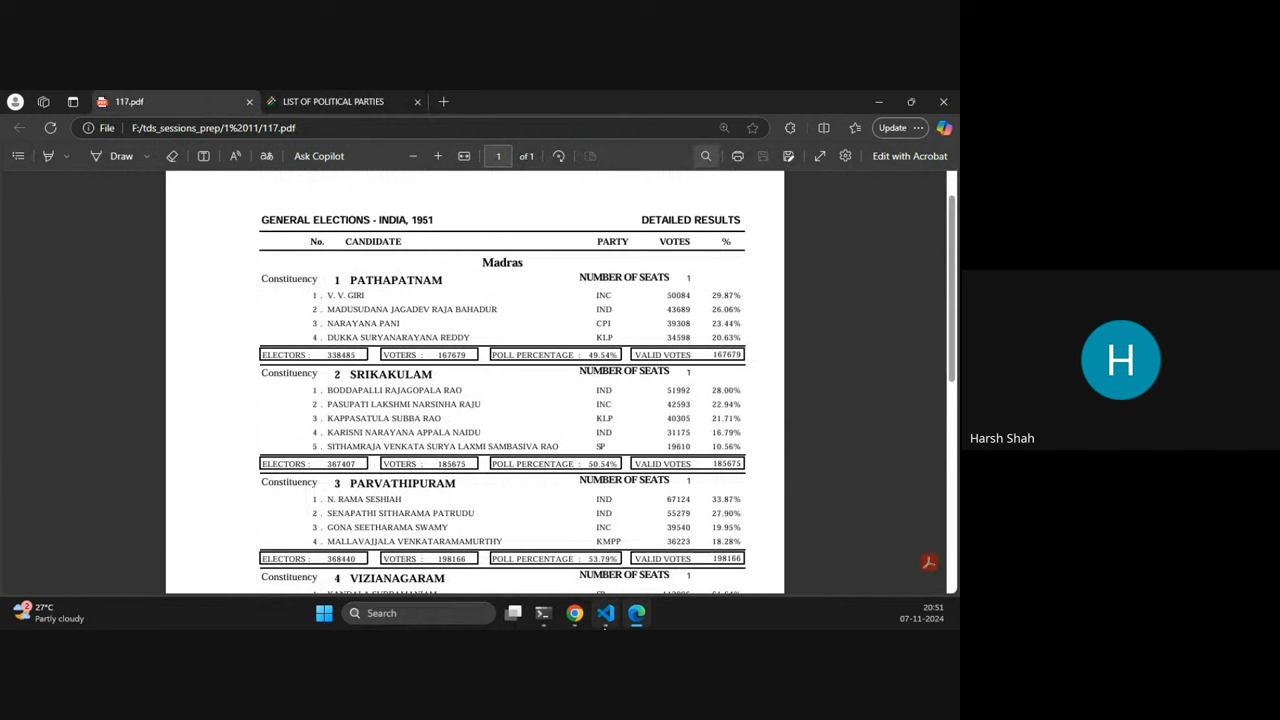 117.pdf
LIST OF POLITICAL PARTIES
File F:/tds_sessions_prep/1%2011/117.pdf
Update
Draw
Ask Copilot
1 of 1
Edit with Acrobat
GENERAL ELECTIONS - INDIA, 1951 DETAILED RESULTS
No. CANDIDATE PARTY VOTES %
Madras
Constituency 1 PATHAPATNAM NUMBER OF SEATS 1
1 . V. V. GIRI INC 50084 29.87%
2 . MADUSUDANA JAGADEV RAJA BAHADUR IND 43689 26.06%
3 . NARAYANA PANI CPI 39308 23.44%
4 . DUKKA SURYANARAYANA REDDY KLP 34598 20.63%
ELECTORS : 338485 VOTERS : 167679 POLL PERCENTAGE : 49.54% VALID VOTES 167679
Constituency 2 SRIKAKULAM NUMBER OF SEATS 1
1 . BODDAPALLI RAJAGOPALA RAO IND 51992 28.00%
2 . PASUPATI LAKSHMI NARSINHA RAJU INC 42593 22.94%
3 . KAPPASATULA SUBBA RAO KLP 40305 21.71%
4 . KARISNI NARAYANA APPALA NAIDU IND 31175 16.79%
5 . SITHAMRAJA VENKATA SURYA LAXMI SAMBASIVA RAO SP 19610 10.56%
ELECTORS : 367407 VOTERS : 185675 POLL PERCENTAGE : 50.54% VALID VOTES 185675
Constituency 3 PARVATHIPURAM NUMBER OF SEATS 1
1 . N. RAMA SESHIAH IND 67124 33.87%
2 . SENAPATHI SITHARAMA PATRUDU IND 55279 27.90%
3 . GONA SEETHARAMA SWAMY INC 39540 19.95%
4 . MALLAVAJJALA VENKATARAMAMURTHY KMPP 36223 18.28%
ELECTORS : 368440 VOTERS : 198166 POLL PERCENTAGE : 53.79% VALID VOTES 198166
Constituency 4 VIZIANAGARAM NUMBER OF SEATS 1
H
Harsh Shah
2
27°C
Partly cloudy
Search
20:51
07-11-2024